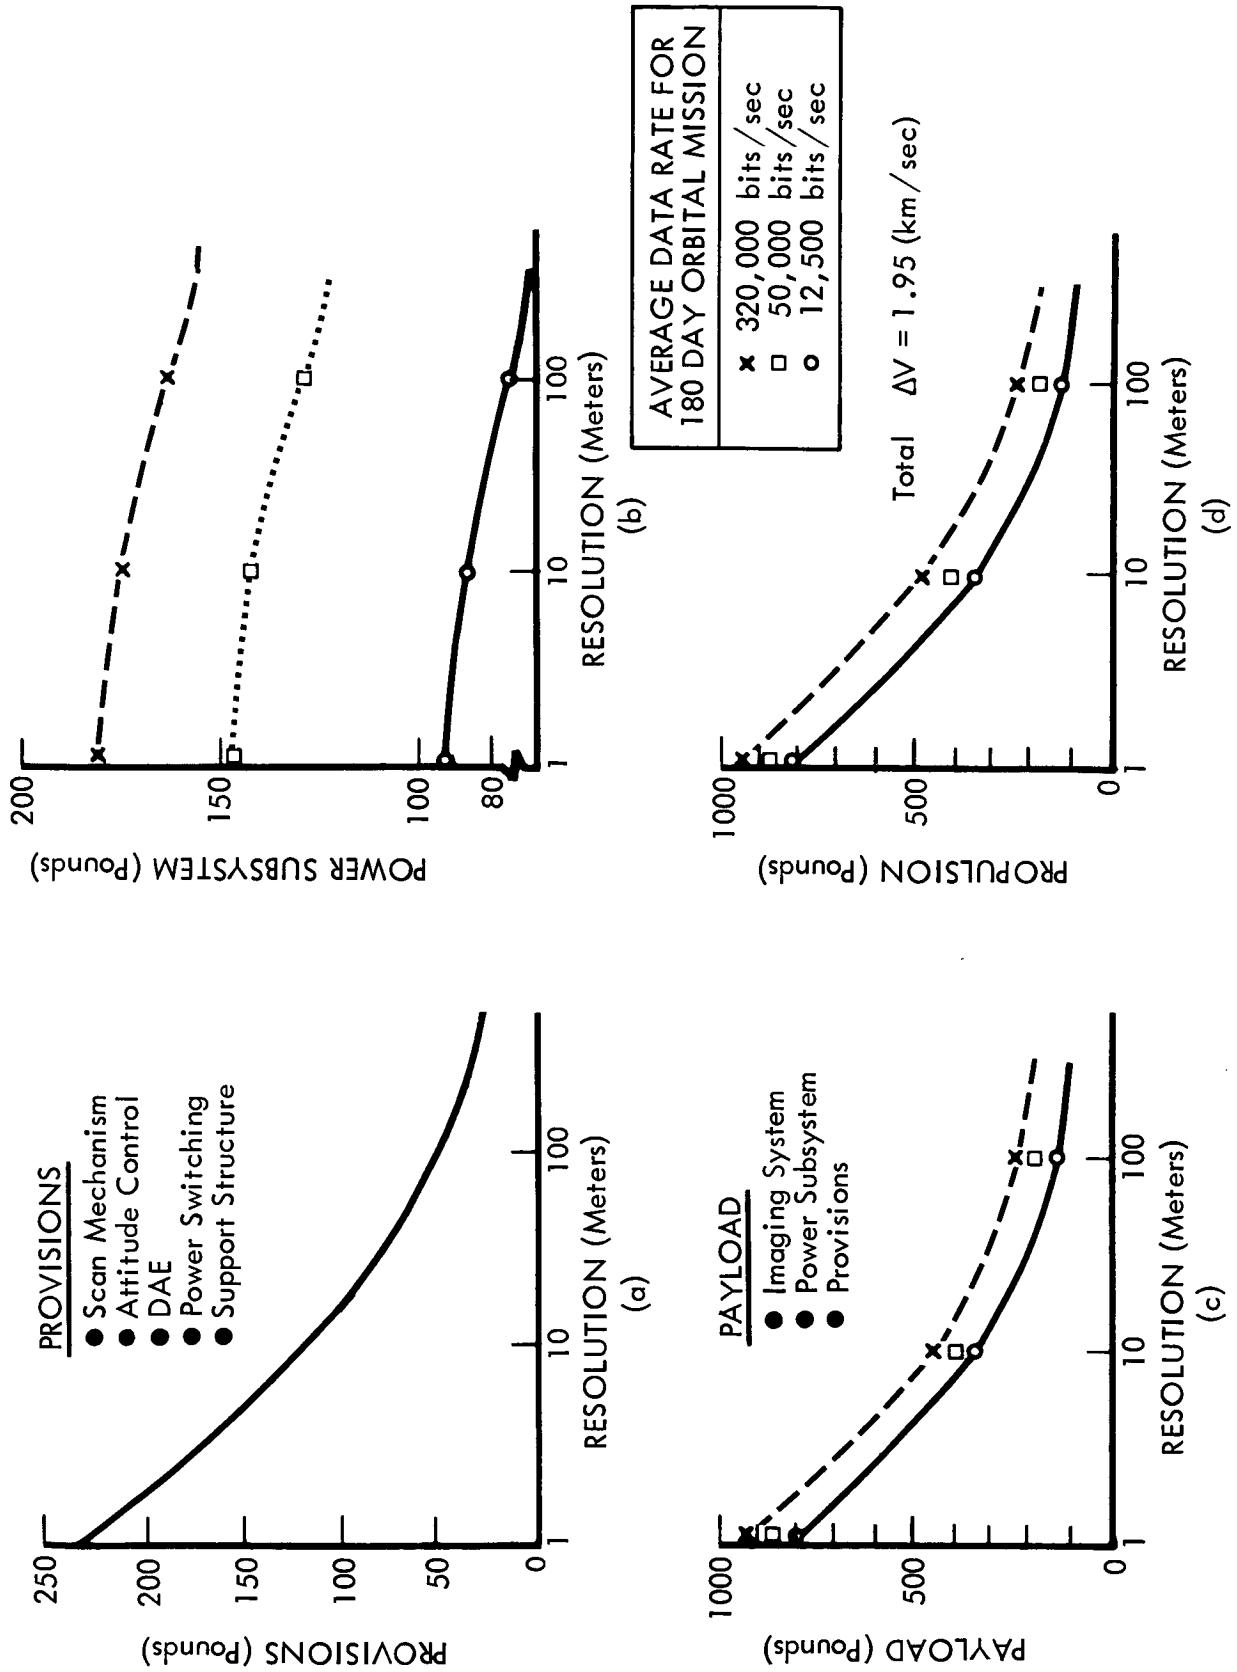 PROVISIONS
● Scan Mechanism
● Attitude Control
● DAE
● Power Switching
● Support Structure
PROVISIONS (Pounds)
250
200
150
100
50
0
1
10
100
RESOLUTION (Meters)
(a)
POWER SUBSYSTEM (Pounds)
200
150
100
80
1
10
100
RESOLUTION (Meters)
(b)
PAYLOAD
● Imaging System
● Power Subsystem
● Provisions
PAYLOAD (Pounds)
1000
500
0
1
10
100
RESOLUTION (Meters)
(c)
AVERAGE DATA RATE FOR
180 DAY ORBITAL MISSION
× 320,000 bits/sec
□ 50,000 bits/sec
○ 12,500 bits/sec
Total ΔV = 1.95 (km/sec)
PROPULSION (Pounds)
1000
500
0
1
10
100
RESOLUTION (Meters)
(d)